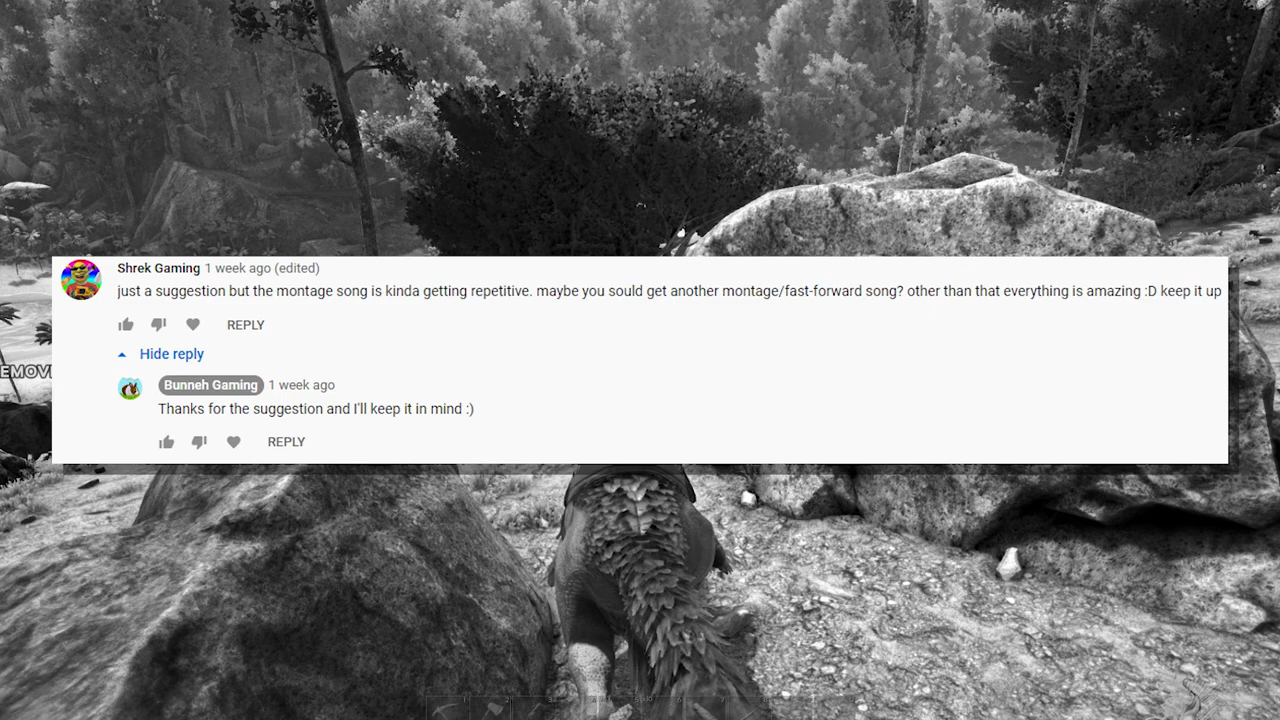 Shrek Gaming 1 week ago (edited)
just a suggestion but the montage song is kinda getting repetitive. maybe you sould get another montage/fast-forward song? other than that everything is amazing :D keep it up
REPLY
Hide reply
EMOV
Bunneh Gaming 1 week ago
Thanks for the suggestion and I'll keep it in mind :)
REPLY